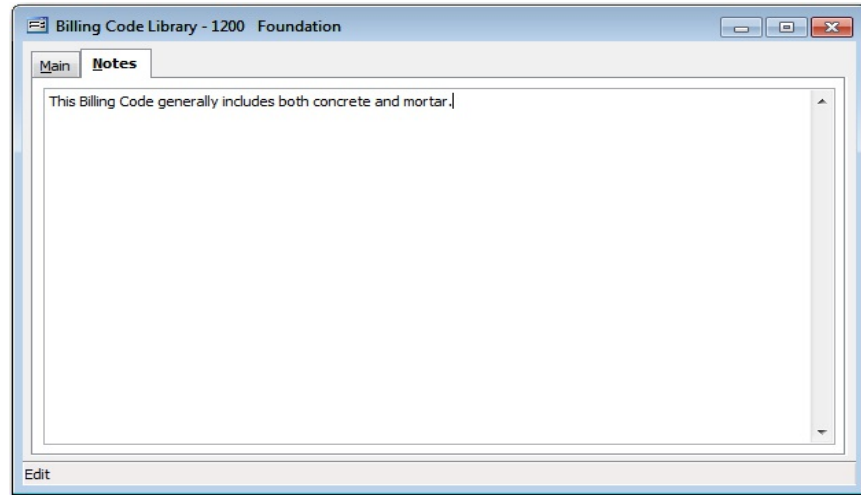 Billing Code Library - 1200   Foundation
Main Notes
This Billing Code generally includes both concrete and mortar.
Edit